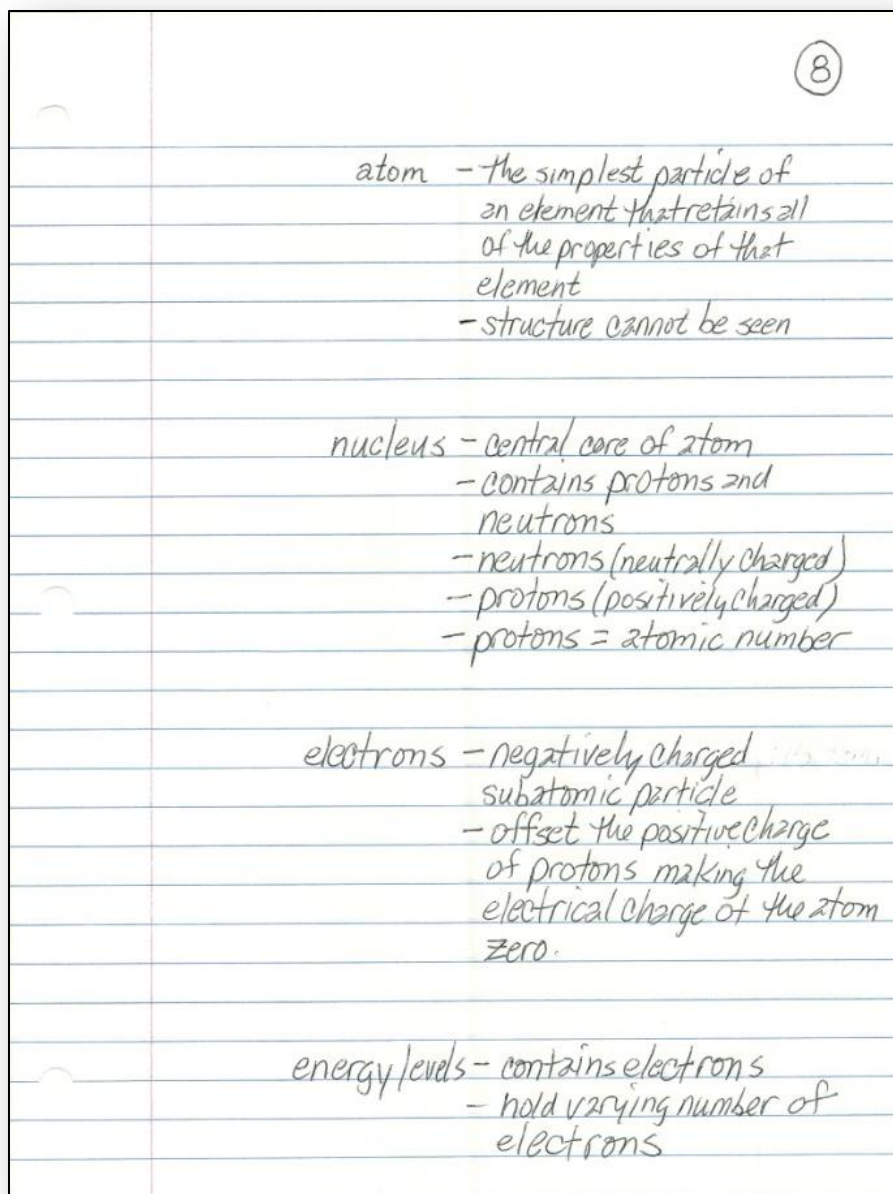 8
atom - the simplest particle of
an element that retains all
of the properties of that
element
- structure cannot be seen
nucleus - central core of atom
- contains protons and
neutrons
- neutrons (neutrally charged)
- protons (positively charged)
- protons = atomic number
electrons - negatively charged
subatomic particle
- offset the positive charge
of protons making the
electrical charge of the atom
zero.
energy levels - contains electrons
- hold varying number of
electrons